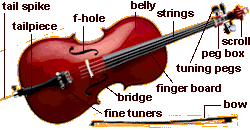 tail spike
belly
strings
f-hole
tailpiece
scroll
peg box
tuning pegs
finger board
bridge
fine tuners
bow